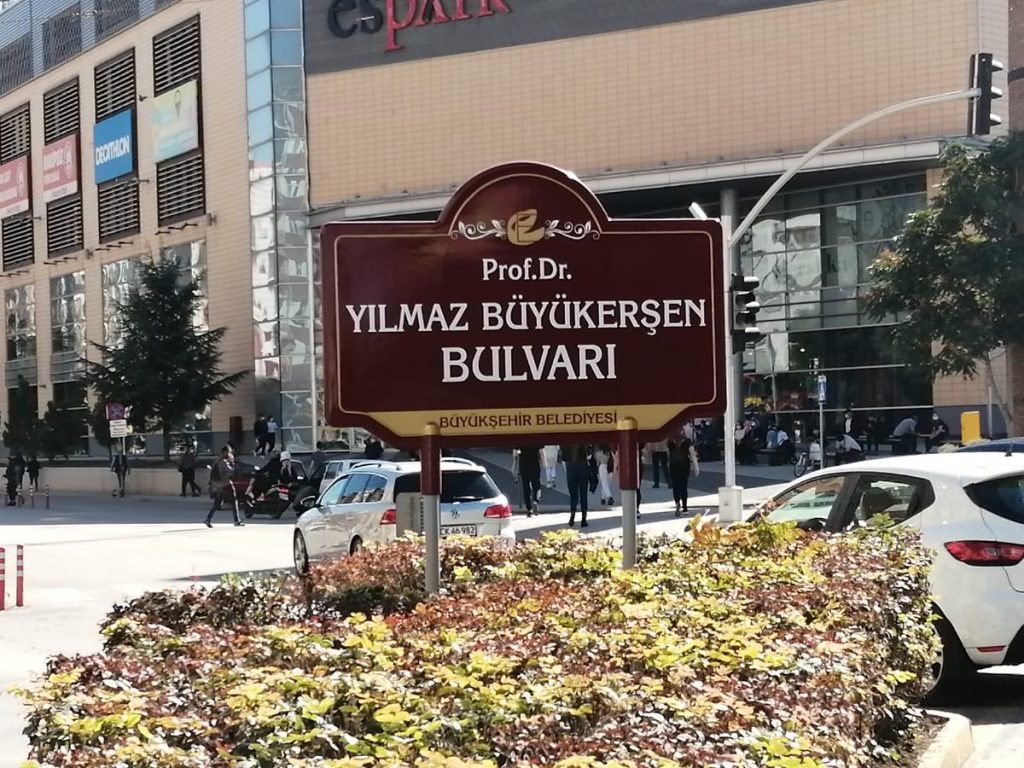 espark
DECATHLON
Prof.Dr.
YILMAZ BÜYÜKERŞEN
BULVARI
BÜYÜKŞEHİR BELEDİYESİ